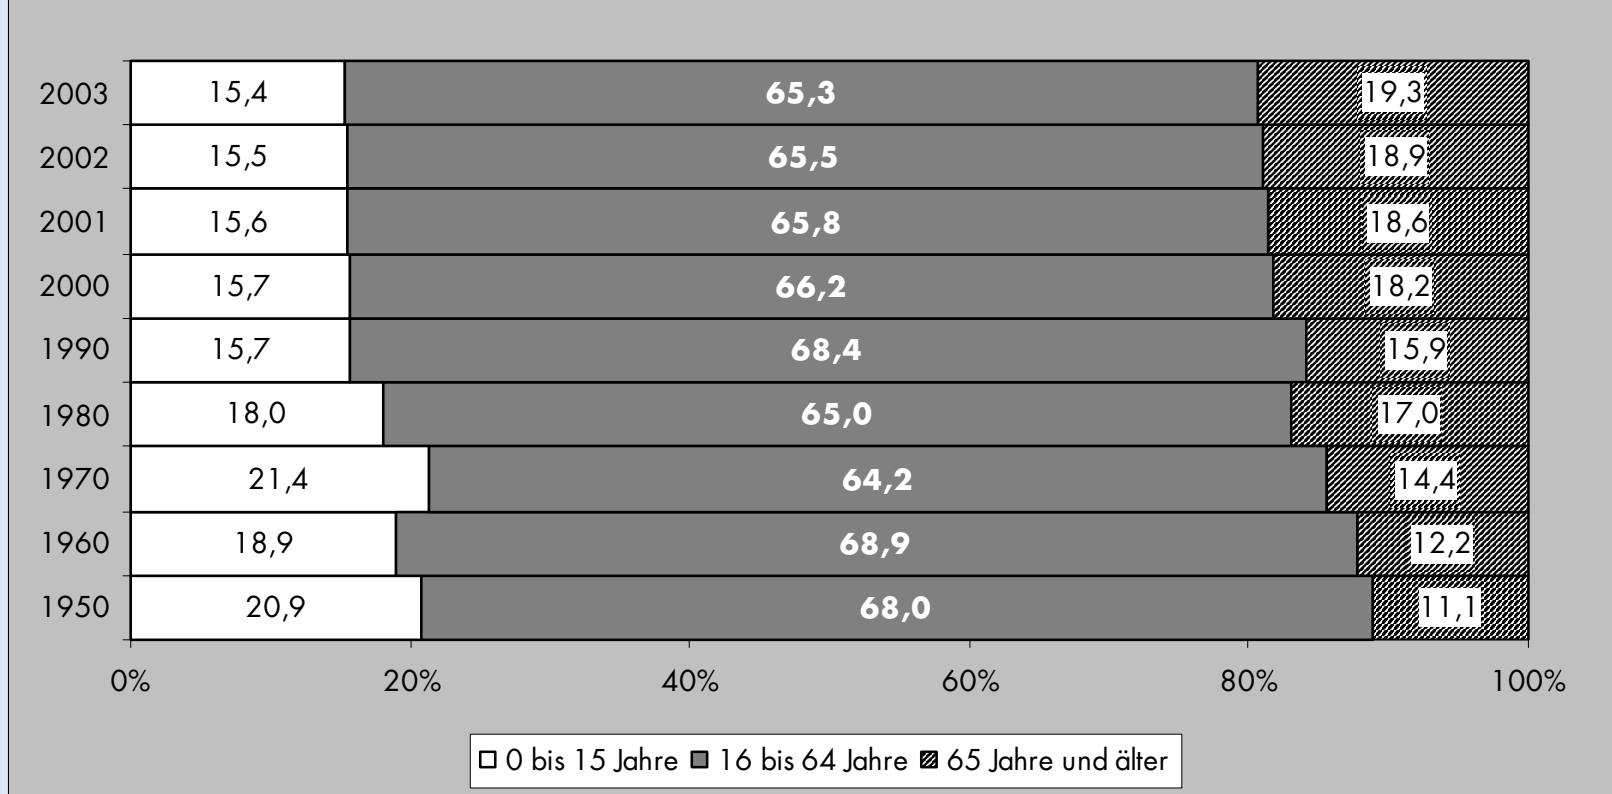 2003 15,4 65,3 19,3
2002 15,5 65,5 18,9
2001 15,6 65,8 18,6
2000 15,7 66,2 18,2
1990 15,7 68,4 15,9
1980 18,0 65,0 17,0
1970 21,4 64,2 14,4
1960 18,9 68,9 12,2
1950 20,9 68,0 11,1
0% 20% 40% 60% 80% 100%
0 bis 15 Jahre 16 bis 64 Jahre 65 Jahre und älter